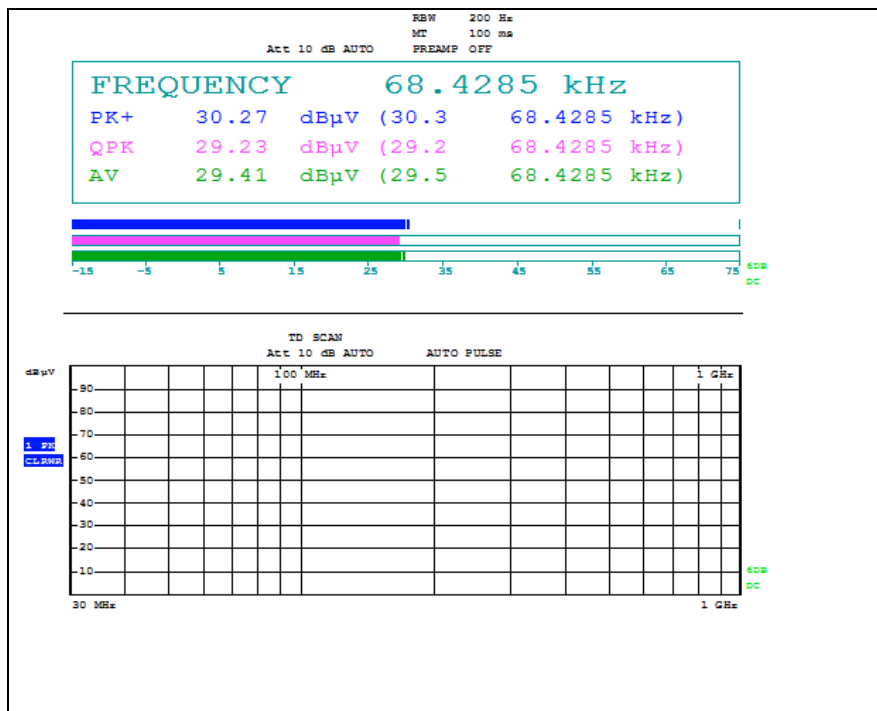 RBW 200 Hz
MT 100 ms
Att 10 dB AUTO PREAMP OFF
FREQUENCY 68.4285 kHz
PK+ 30.27 dBµV (30.3 68.4285 kHz)
QPK 29.23 dBµV (29.2 68.4285 kHz)
AV 29.41 dBµV (29.5 68.4285 kHz)
-15 -5 5 15 25 35 45 55 65 75
6DB
DC
TD SCAN
Att 10 dB AUTO AUTO PULSE
dBµV
100 MHz 1 GHz
90
80
70
1 PK
CLRWR
60
50
40
30
20
10
6DB
DC
30 MHz 1 GHz